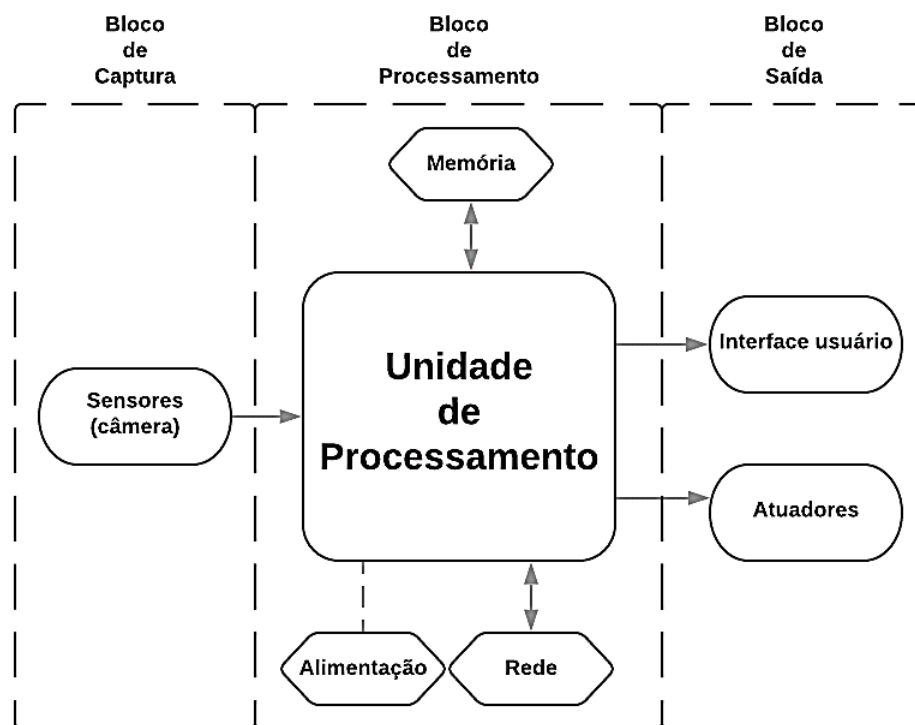 Bloco
de
Captura
Bloco
de
Processamento
Bloco
de
Saída
Memória
Unidade
de
Processamento
Sensores
(câmera)
Interface usuário
Atuadores
Alimentação
Rede